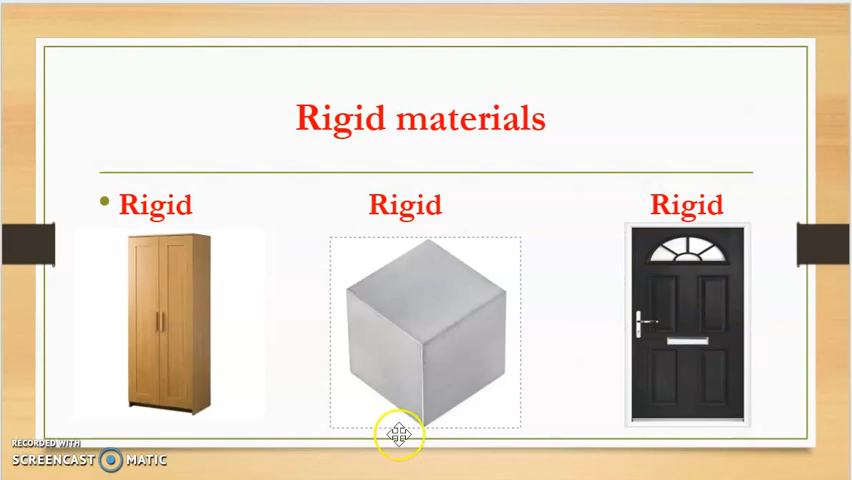 Rigid materials
• Rigid Rigid Rigid
RECORDED WITH
SCREENCAST MATIC